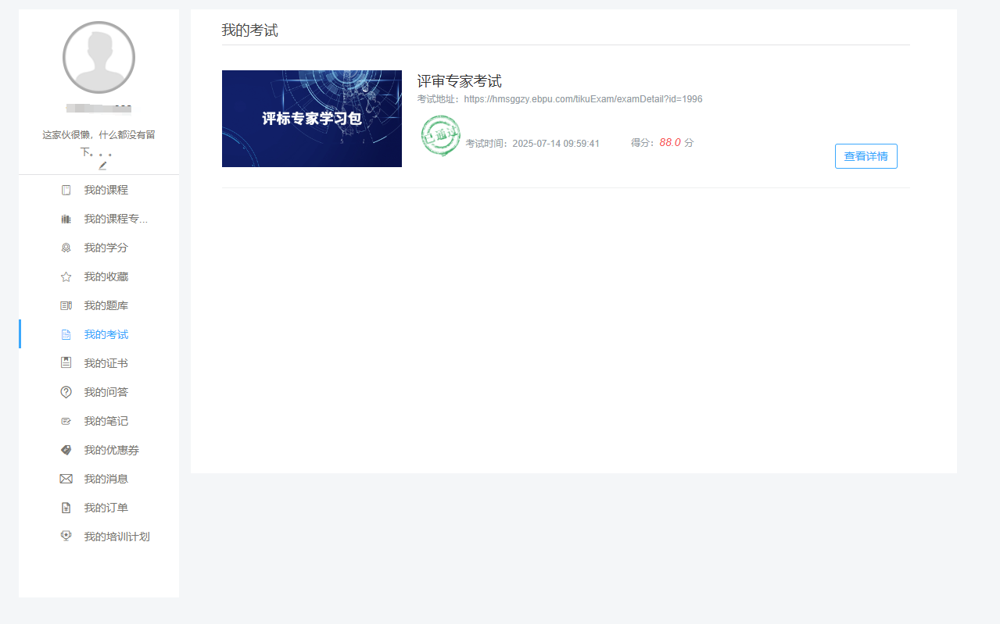 这家伙很懒，什么都没有留
下。。。
我的课程
我的课程专...
我的学分
我的收藏
我的题库
我的考试
我的证书
我的问答
我的笔记
我的优惠券
我的消息
我的订单
我的培训计划
我的考试
评标专家学习包
评审专家考试
考试地址：https://hmsggzy.ebpu.com/tikuExam/examDetail?id=1996
已通过
考试时间：2025-07-14 09:59:41 得分：88.0 分
查看详情